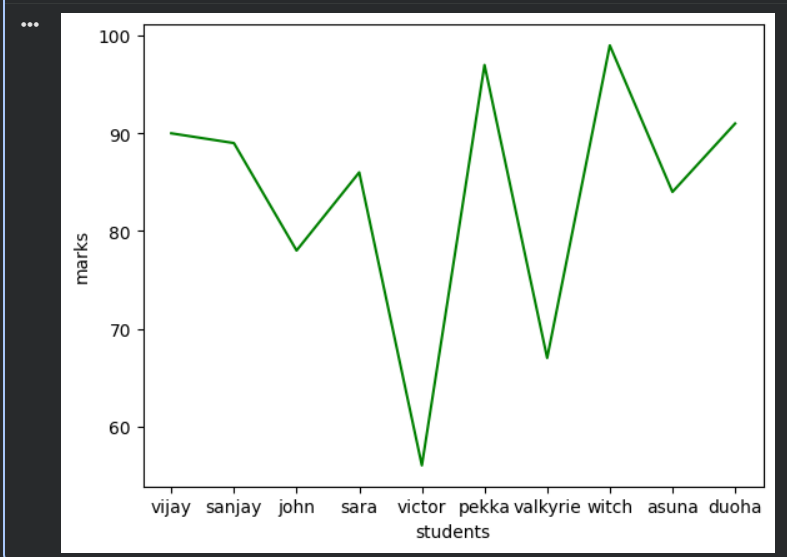 100
90
80
70
60
marks
vijay sanjay john sara victor pekka valkyrie witch asuna duoha
students